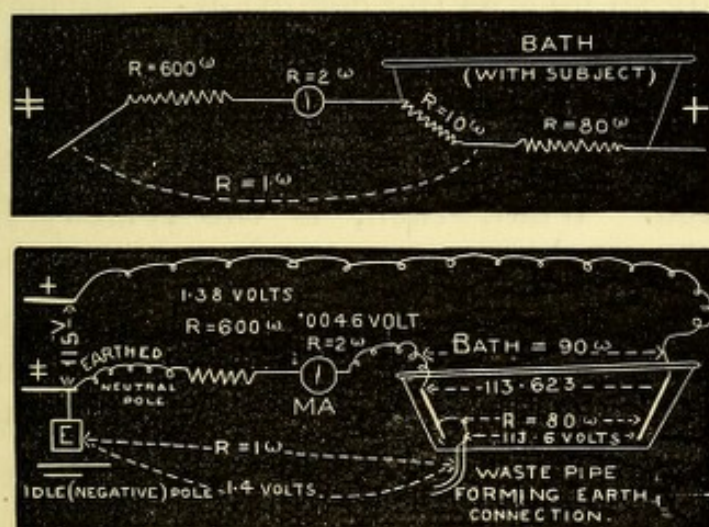 BATH
(WITH SUBJECT)
R=600 ω
R=2 ω
R=10 ω
R=80 ω
R=1 ω
+
+
1.38 VOLTS
R=600 ω
·0046 VOLT
R=2 ω
115 V
EARTHED
NEUTRAL
POLE
MA
BATH = 90 ω
113.623
R = 80 ω
113.6 VOLTS
E
R=1 ω
IDLE(NEGATIVE)POLE
1.4 VOLTS
WASTE PIPE
FORMING EARTH
CONNECTION.